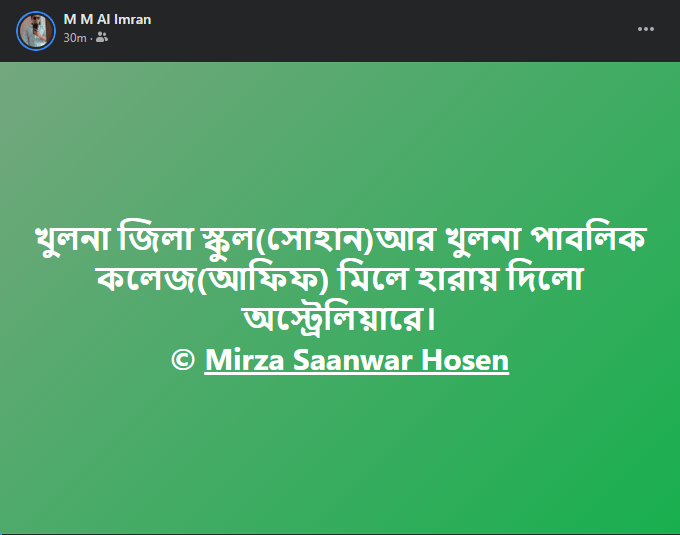 M M Al Imran
30m ·
খুলনা জিলা স্কুল(সোহান)আর খুলনা পাবলিক
কলেজ(আফিফ) মিলে হারায় দিলো
অস্ট্রেলিয়ারে।
© Mirza Saanwar Hosen